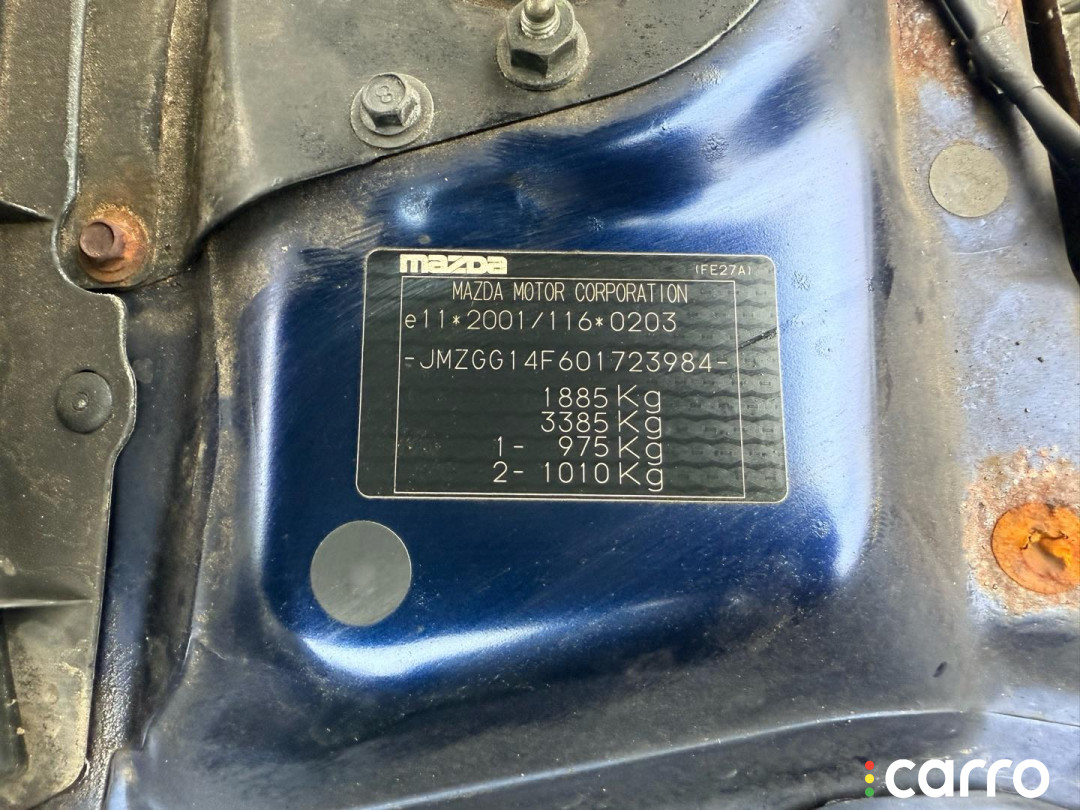 mazda
(FE27A)
MAZDA MOTOR CORPORATION
e11*2001/116*0203
-JMZGG14F601723984-
1885 Kg
3385 Kg
1- 975 Kg
2- 1010 Kg
8
carro